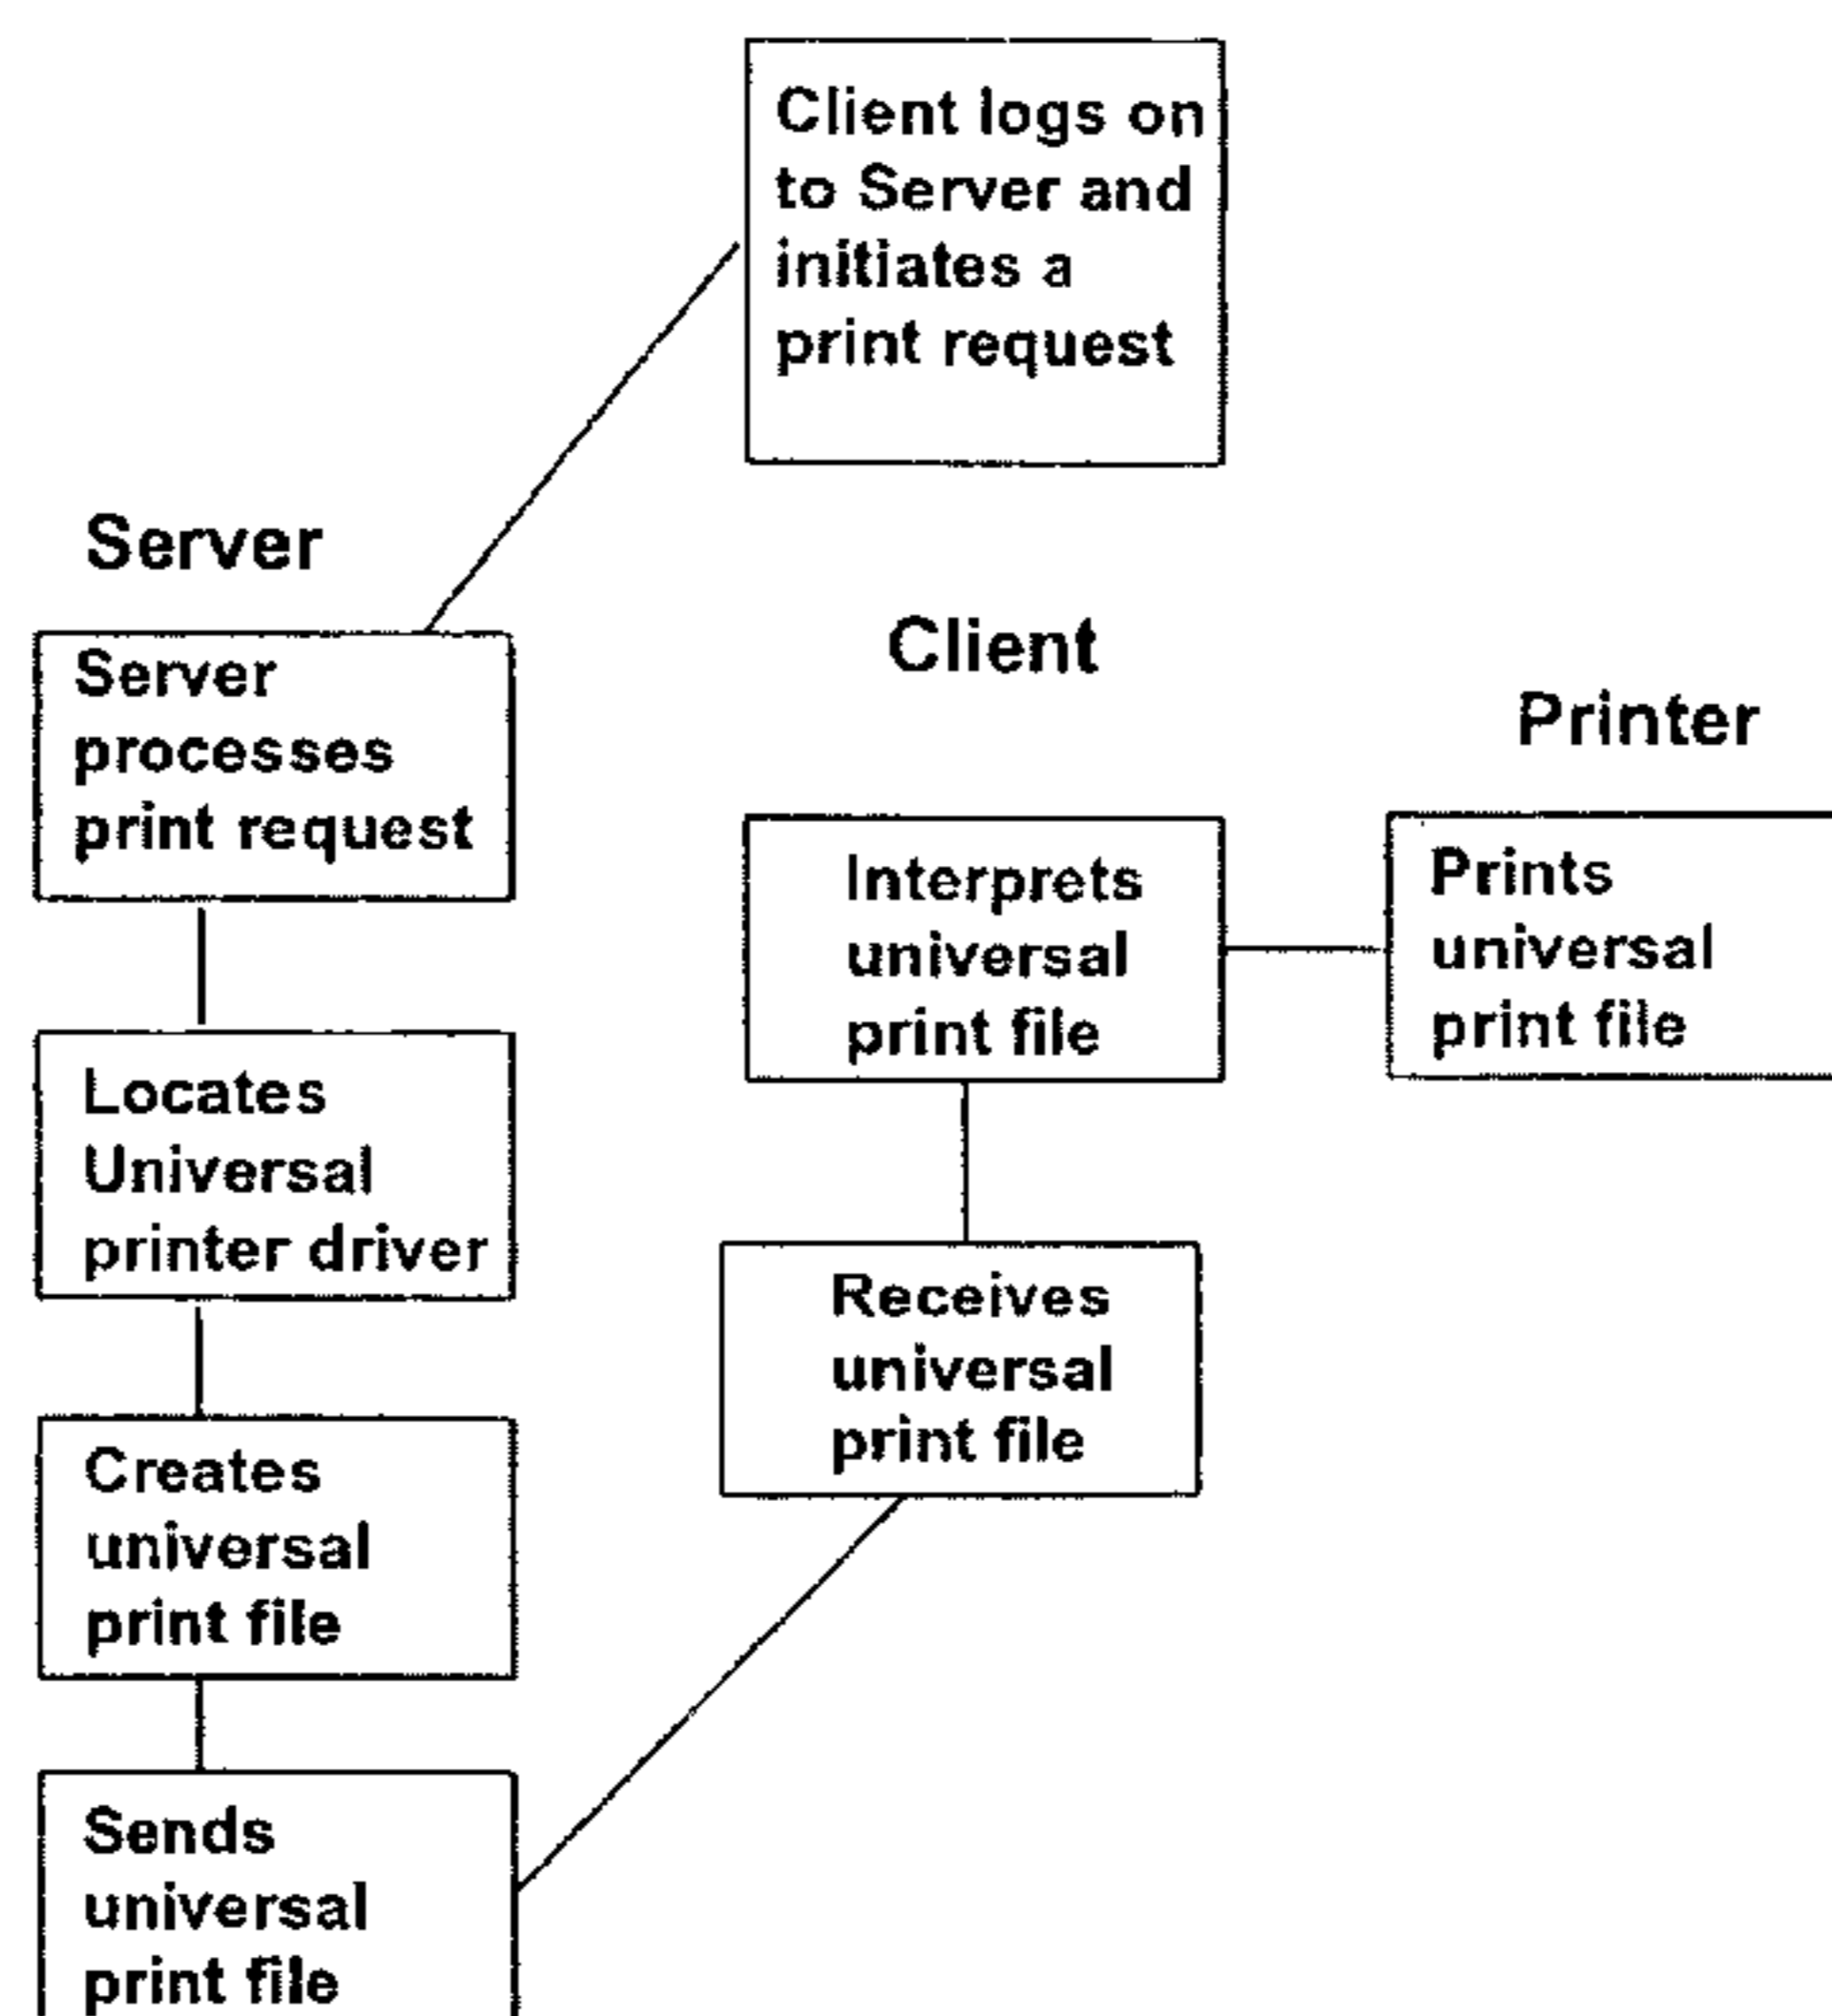 Client logs on
to Server and
initiates a
print request
Server
Server
processes
print request
Locates
Universal
printer driver
Creates
universal
print file
Sends
universal
print file
Client
Interprets
universal
print file
Receives
universal
print file
Printer
Prints
universal
print file